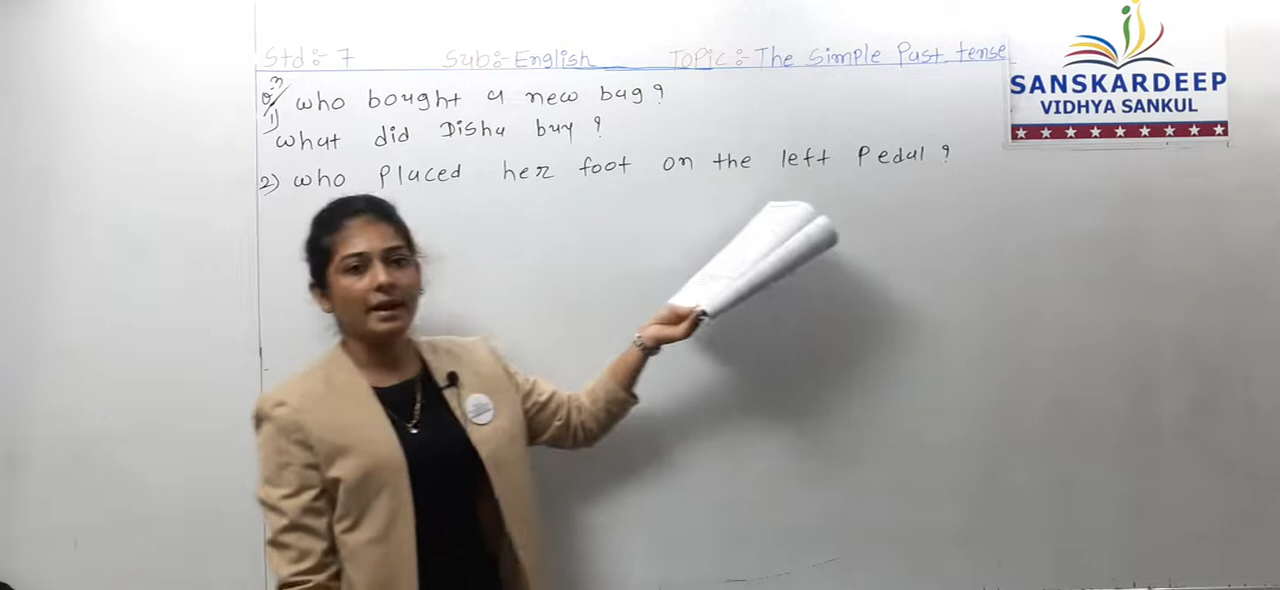 Std:- 7 Sub:- English Topic:- The Simple Past tense
Q.3
1) who bought a new bag?
what did Disha buy ?
2) who placed her foot on the left Pedal ?
SANSKARDEEP
VIDHYA SANKUL